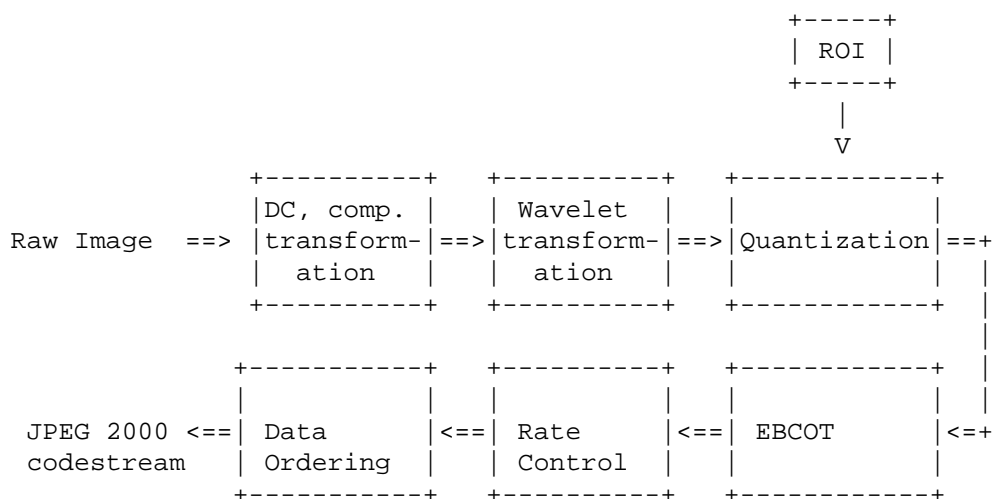 ROI
DC, comp. Wavelet
Raw Image ==> transform- ==> transform- ==> Quantization ==+
ation ation
JPEG 2000 <== Data <== Rate <== EBCOT <=+
codestream Ordering Control